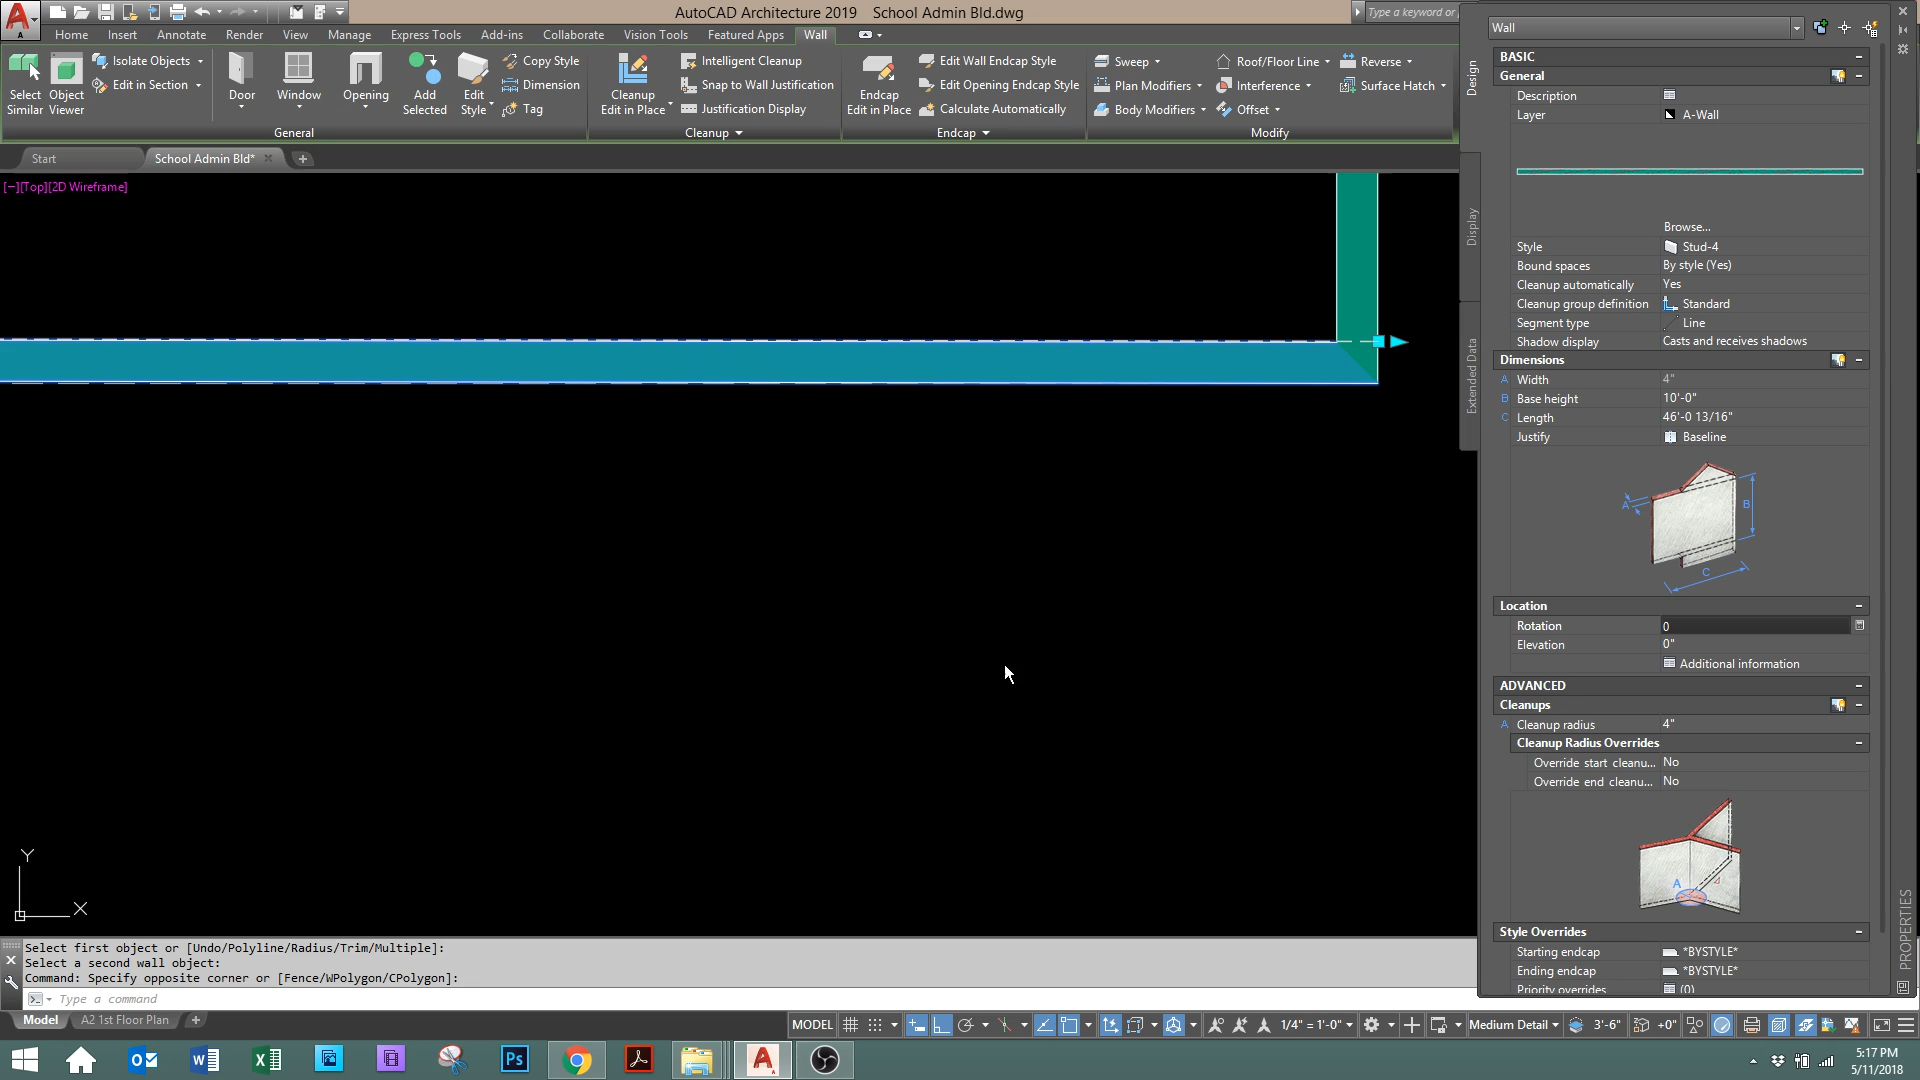 AutoCAD Architecture 2019 School Admin Bld.dwg
Type a keyword or
Home Insert Annotate Render View Manage Express Tools Add-ins Collaborate Vision Tools Featured Apps Wall
Select Similar
Object Viewer
Isolate Objects
Edit in Section
Door
Window
Opening
Add Selected
Edit Style
Copy Style
Dimension
Tag
General
Cleanup Edit in Place
Intelligent Cleanup
Snap to Wall Justification
Justification Display
Cleanup
Endcap Edit in Place
Edit Wall Endcap Style
Edit Opening Endcap Style
Calculate Automatically
Endcap
Sweep
Plan Modifiers
Body Modifiers
Roof/Floor Line
Interference
Offset
Reverse
Surface Hatch
Modify
Start
School Admin Bld*
[−][Top][2D Wireframe]
Y
X
Wall
Design
Display
Extended Data
PROPERTIES
BASIC
General
Description
Layer A-Wall
Browse...
Style Stud-4
Bound spaces By style (Yes)
Cleanup automatically Yes
Cleanup group definition Standard
Segment type Line
Shadow display Casts and receives shadows
Dimensions
A Width 4"
B Base height 10'-0"
C Length 46'-0 13/16"
Justify Baseline
A
B
C
Location
Rotation 0
Elevation 0"
Additional information
ADVANCED
Cleanups
A Cleanup radius 4"
Cleanup Radius Overrides
Override start cleanu... No
Override end cleanu... No
A
Style Overrides
Starting endcap *BYSTYLE*
Ending endcap *BYSTYLE*
Priority overrides (0)
Select first object or [Undo/Polyline/Radius/Trim/Multiple]:
Select a second wall object:
Command: Specify opposite corner or [Fence/WPolygon/CPolygon]:
Type a command
Model A2 1st Floor Plan
MODEL 1/4" = 1'-0" Medium Detail 3'-6" +0"
5:17 PM
5/11/2018